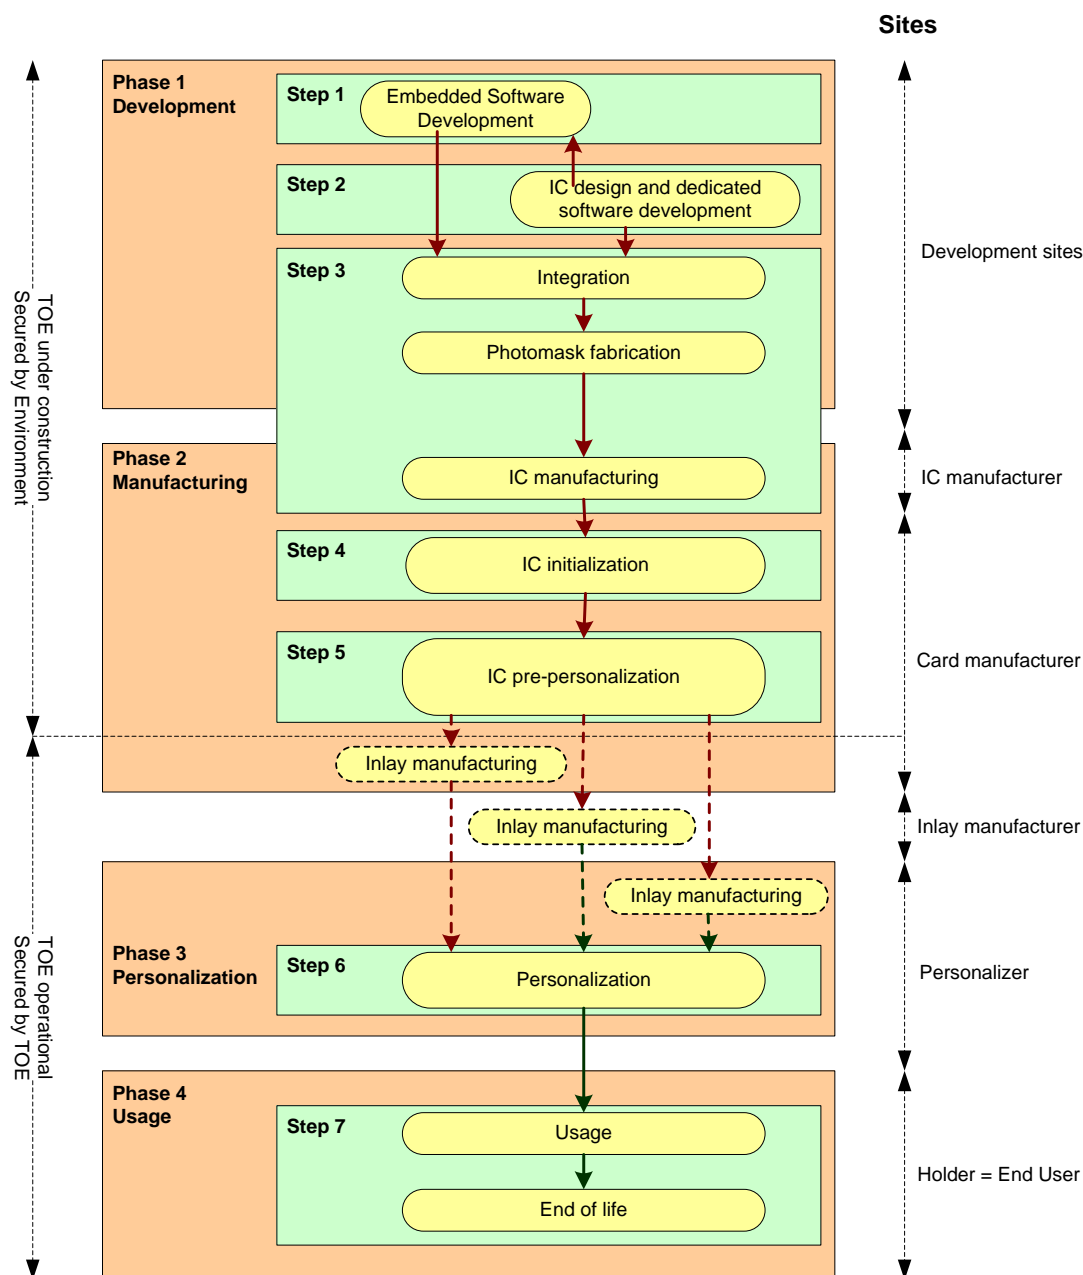 Sites
Phase 1
Development
Step 1
Embedded Software
Development
Step 2
IC design and dedicated
software development
Step 3
Integration
Photomask fabrication
Development sites
TOE under construction
Secured by Environment
Phase 2
Manufacturing
IC manufacturing
IC manufacturer
Step 4
IC initialization
Step 5
IC pre-personalization
Card manufacturer
Inlay manufacturing
Inlay manufacturing
Inlay manufacturer
Inlay manufacturing
TOE operational
Secured by TOE
Phase 3
Personalization
Step 6
Personalization
Personalizer
Phase 4
Usage
Step 7
Usage
End of life
Holder = End User